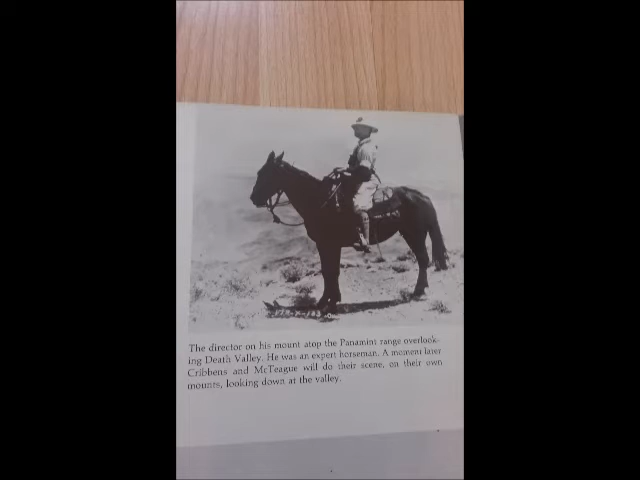 The director on his mount atop the Panamint range overlook-
ing Death Valley. He was an expert horseman. A moment later
Cribbens and McTeague will do their scene, on their own
mounts, looking down at the valley.